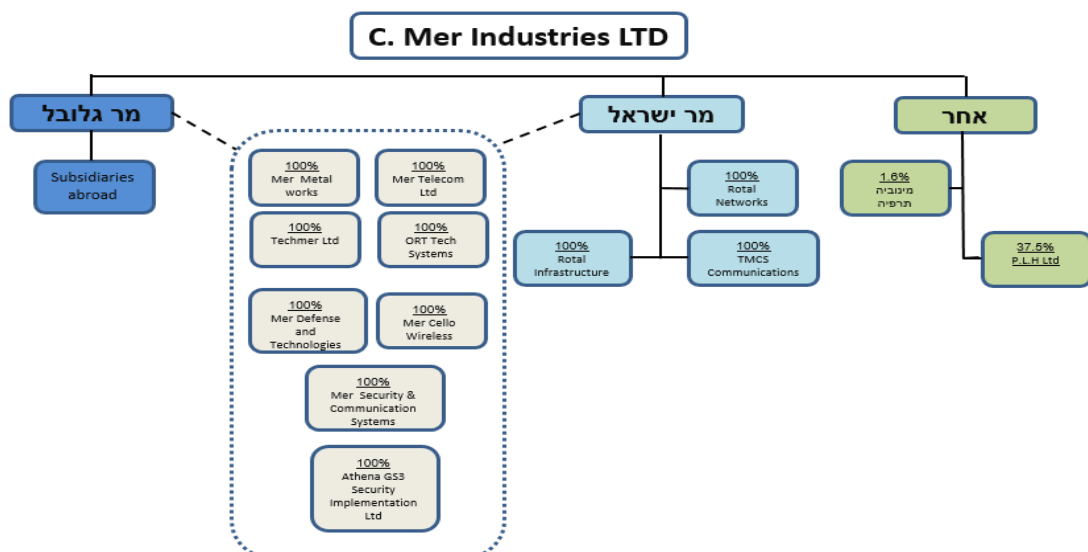 C. Mer Industries LTD
מר גלובל
מר ישראל
אחר
Subsidiaries
abroad
100%
Mer Metal
works
100%
Mer Telecom
Ltd
100%
Techmer Ltd
100%
ORT Tech
Systems
100%
Mer Defense
and
Technologies
100%
Mer Cello
Wireless
100%
Mer Security &
Communication
Systems
100%
Athena GS3
Security
Implementation
Ltd
100%
Rotal
Networks
100%
Rotal
Infrastructure
100%
TMCS
Communications
1.6%
מינוביה
תרפיה
37.5%
P.L.H Ltd